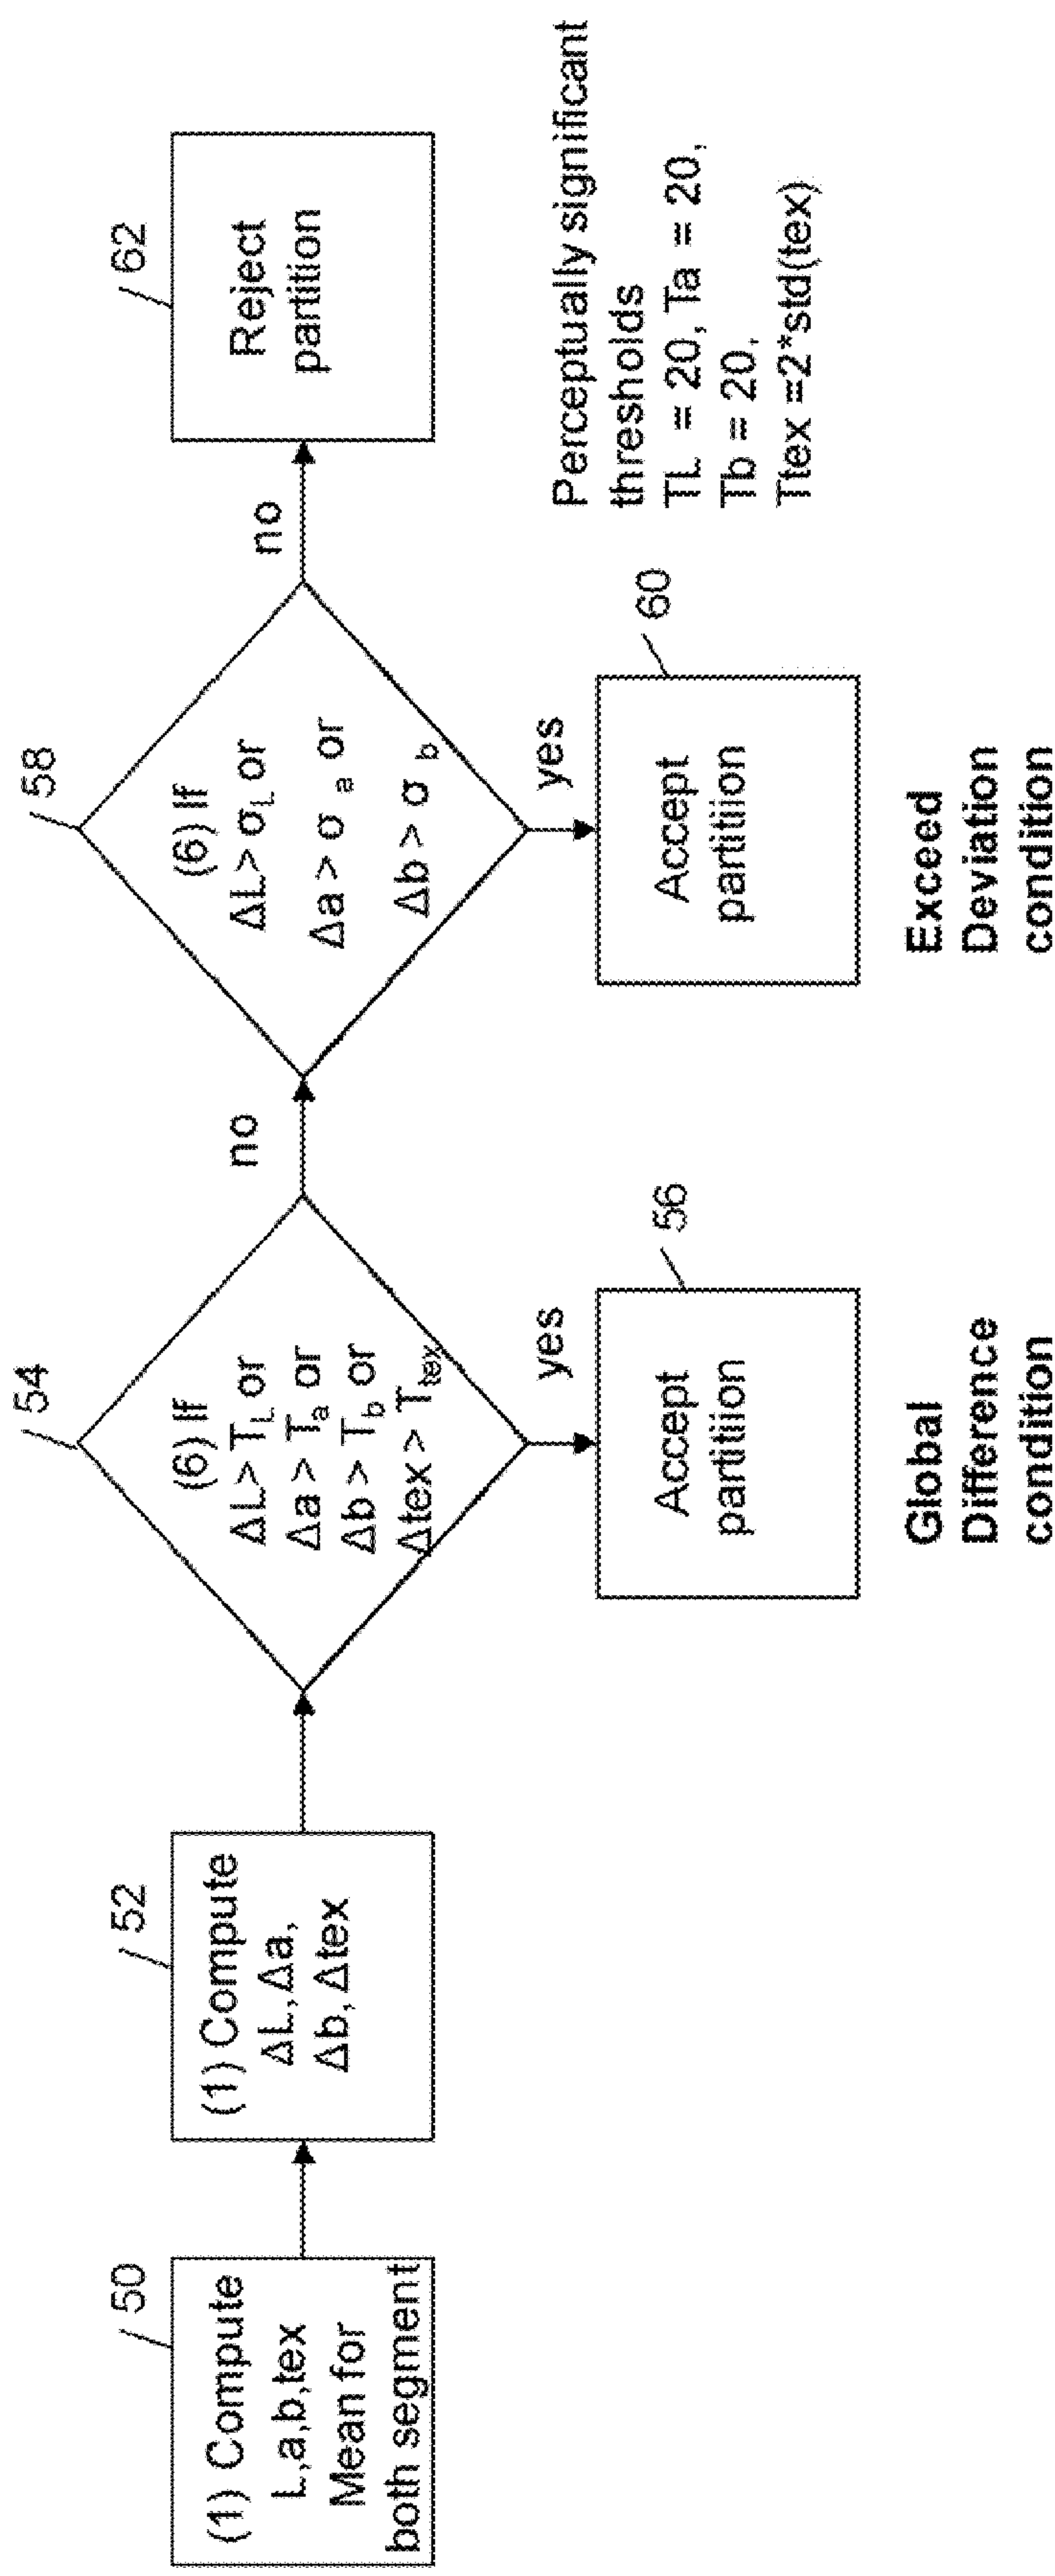 50
(1) Compute
L,a,b,tex
Mean for
both segment
52
(1) Compute
ΔL,Δa,
Δb, Δtex
54
(6) If
ΔL> T_L or
Δa > T_a or
Δb > T_b or
Δtex > T_tex
no
yes
56
Accept
partitiion
Global
Difference
condition
58
(6) If
ΔL> σ_L or
Δa > σ_a or
Δb > σ_b
no
yes
60
Accept
partitiion
Exceed
Deviation
condition
62
Reject
partition
Perceptually significant
thresholds
TL = 20, Ta = 20,
Tb = 20,
Ttex =2*std(tex)